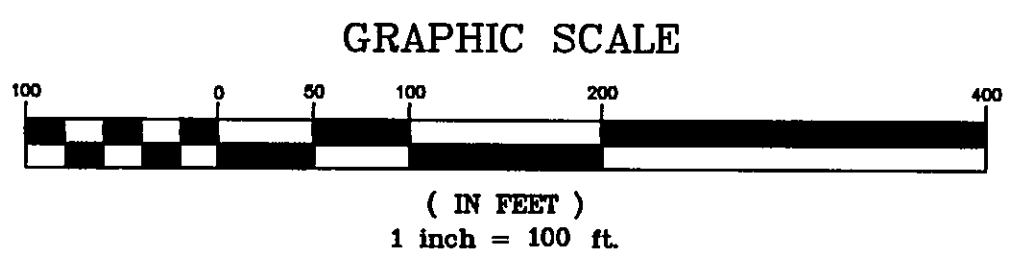 GRAPHIC SCALE
100 0 50 100 200 400
( IN FEET )
1 inch = 100 ft.